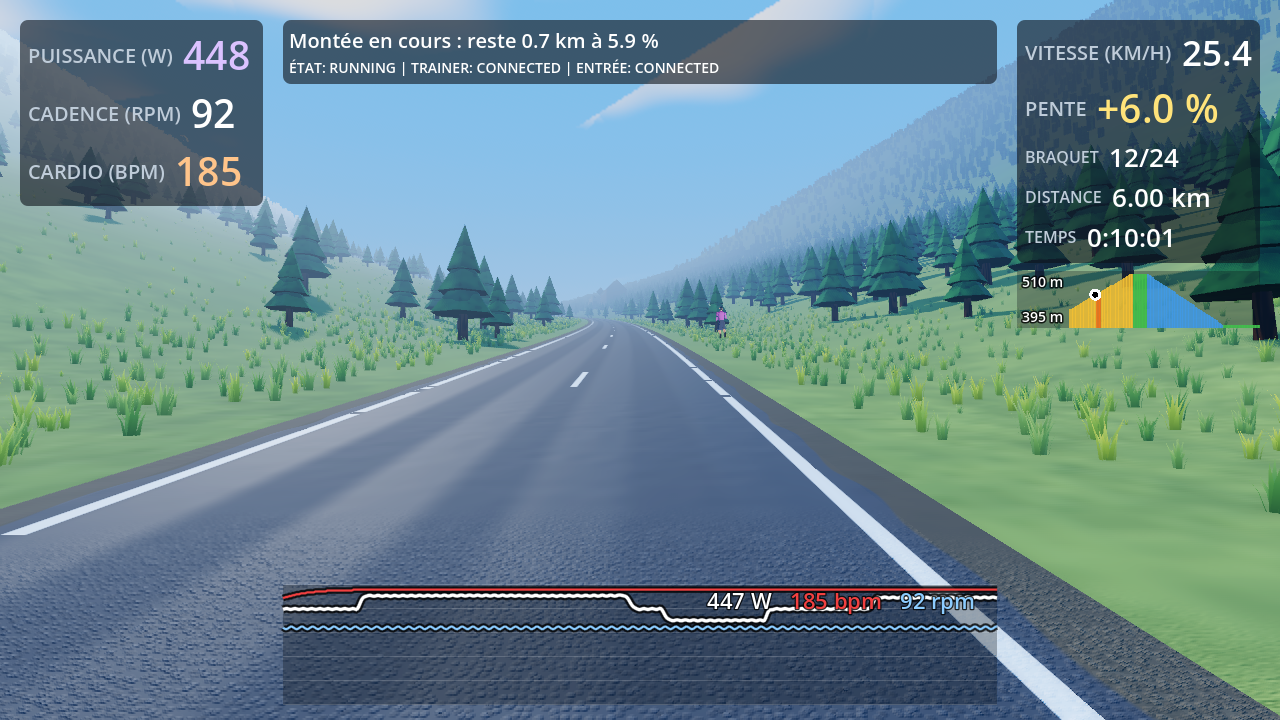 PUISSANCE (W) 448
CADENCE (RPM) 92
CARDIO (BPM) 185
Montée en cours : reste 0.7 km à 5.9 %
ÉTAT: RUNNING | TRAINER: CONNECTED | ENTRÉE: CONNECTED
VITESSE (KM/H) 25.4
PENTE +6.0 %
BRAQUET 12/24
DISTANCE 6.00 km
TEMPS 0:10:01
510 m
395 m
447 W 185 bpm 92 rpm